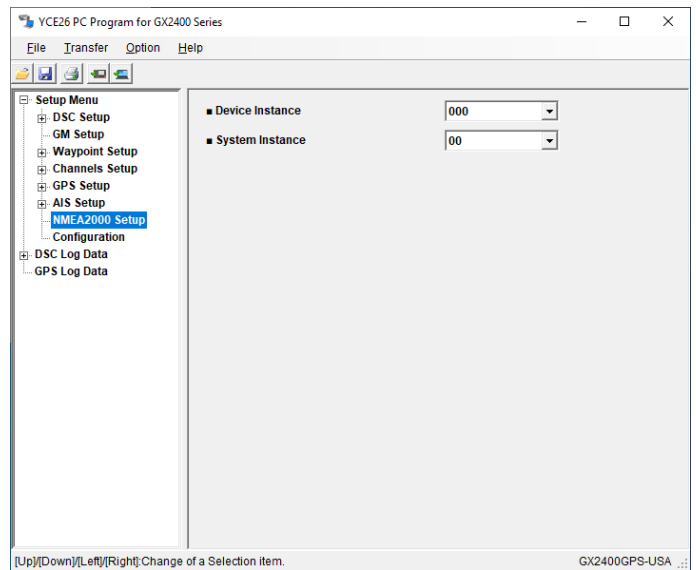 YCE26 PC Program for GX2400 Series
File Transfer Option Help
Setup Menu
DSC Setup
GM Setup
Waypoint Setup
Channels Setup
GPS Setup
AIS Setup
NMEA2000 Setup
Configuration
DSC Log Data
GPS Log Data
Device Instance 000
System Instance 00
[Up]/[Down]/[Left]/[Right]:Change of a Selection item. GX2400GPS-USA